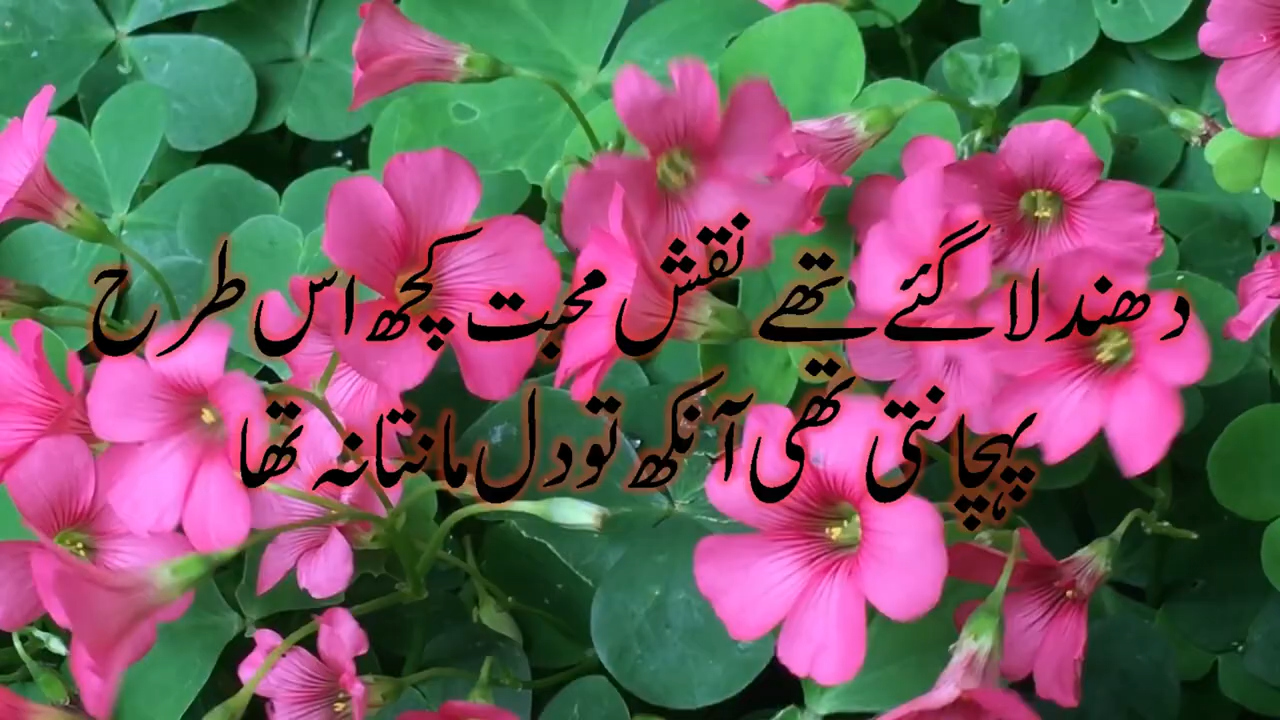 دھندلا گئے تھے نقش محبت کچھ اس طرح
پہچانتی تھی آنکھ تو دل مانتا نہ تھا